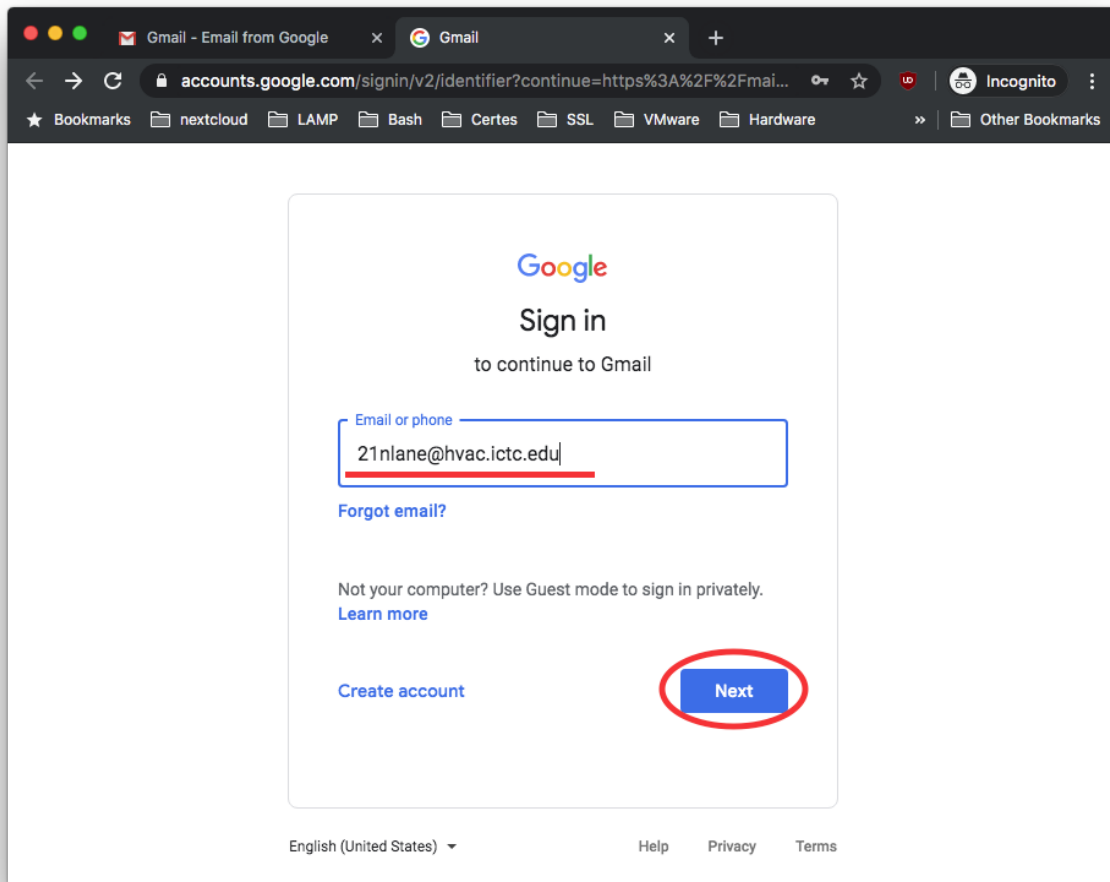 Gmail - Email from Google
Gmail
accounts.google.com/signin/v2/identifier?continue=https%3A%2F%2Fmai...
Incognito
Bookmarks nextcloud LAMP Bash Certes SSL VMware Hardware » Other Bookmarks
Google
Sign in
to continue to Gmail
Email or phone
21nlane@hvac.ictc.edu
Forgot email?
Not your computer? Use Guest mode to sign in privately.
Learn more
Create account Next
English (United States) Help Privacy Terms